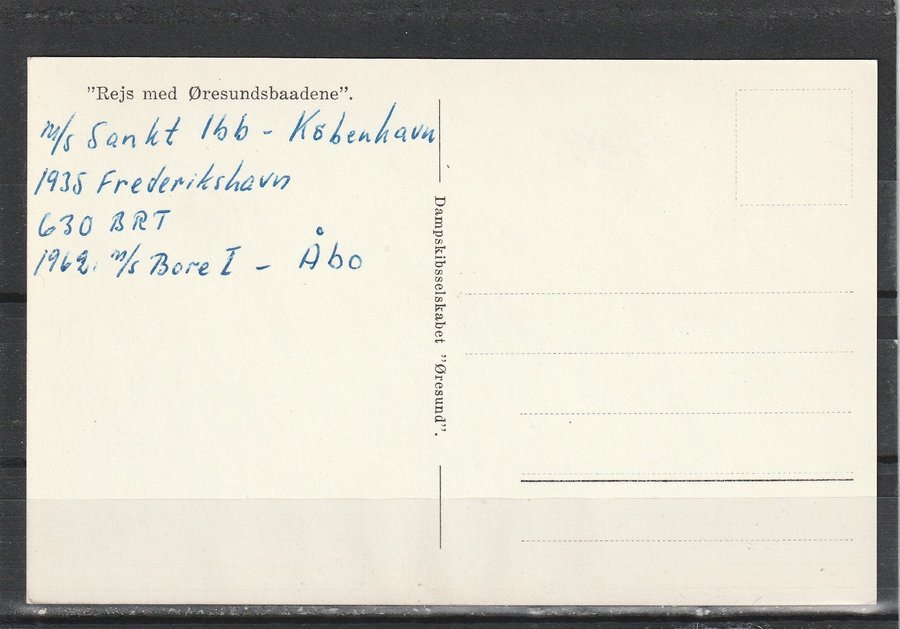 "Rejs med Øresundsbaadene".
m/s Sankt Ibb - København
1935 Frederikshavn
630 BRT
1962. m/s Bore I - Åbo
Dampskibsselskabet "Øresund".